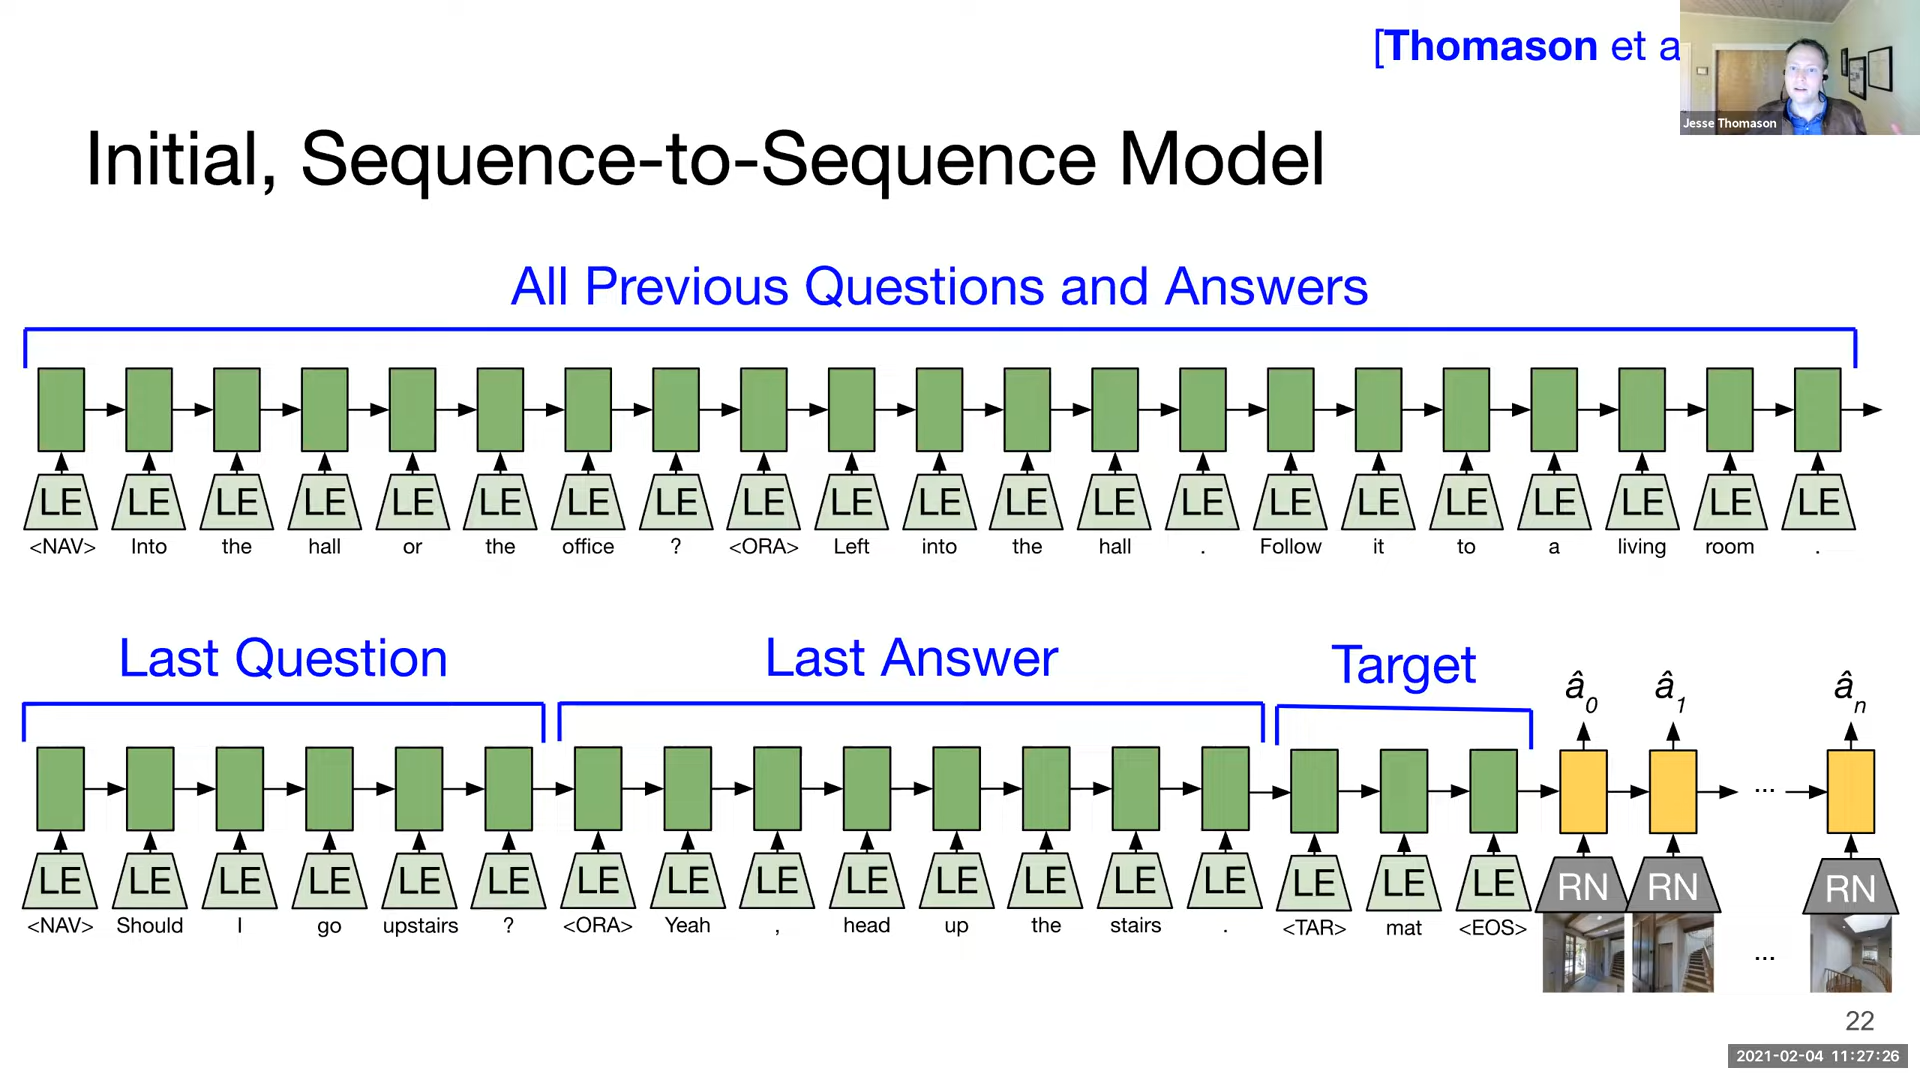 [Thomason et a
Jesse Thomason
Initial, Sequence-to-Sequence Model
All Previous Questions and Answers
LE LE LE LE LE LE LE LE LE LE LE LE LE LE LE LE LE LE LE LE LE
<NAV> Into the hall or the office ? <ORA> Left into the hall . Follow it to a living room .
Last Question Last Answer Target
â0 â1 ân
...
LE LE LE LE LE LE LE LE LE LE LE LE LE LE LE LE LE RN RN RN
<NAV> Should I go upstairs ? <ORA> Yeah , head up the stairs . <TAR> mat <EOS>
...
22
2021-02-04 11:27:26